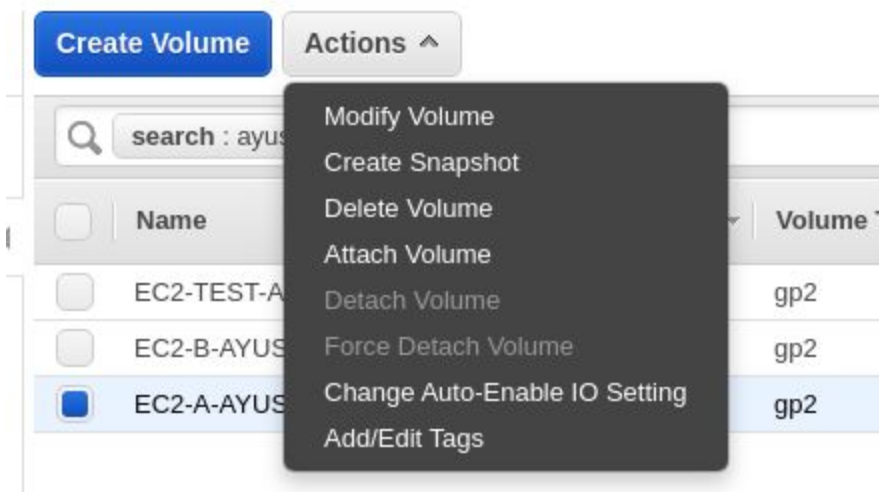 Create Volume Actions
search : ayus
Modify Volume
Create Snapshot
Delete Volume
Attach Volume
Detach Volume
Force Detach Volume
Change Auto-Enable IO Setting
Add/Edit Tags
Name Volume
EC2-TEST-A gp2
EC2-B-AYUS gp2
EC2-A-AYUS gp2